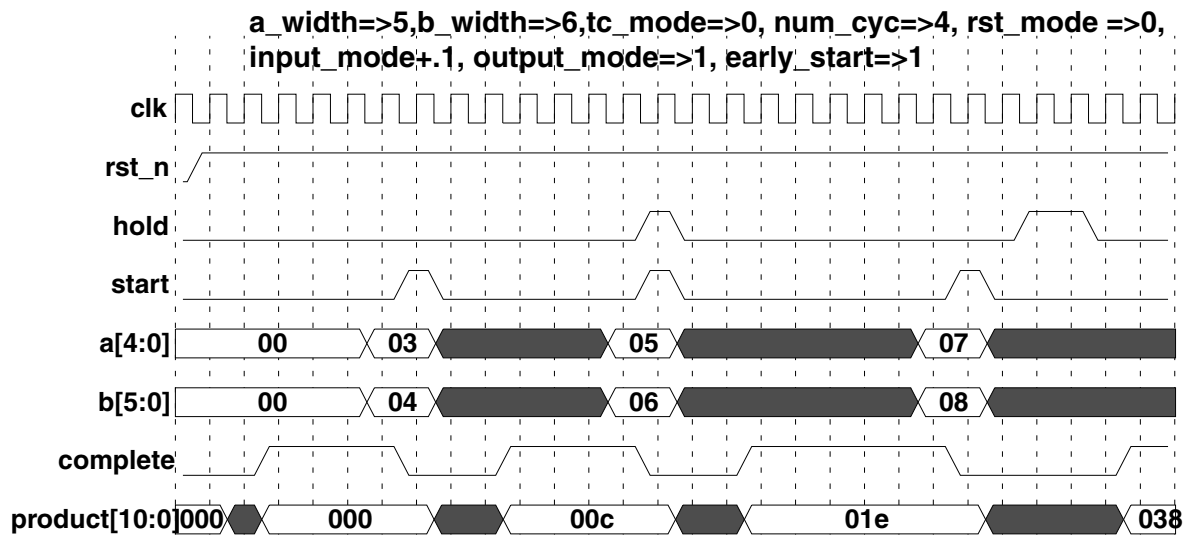 a_width=>5,b_width=>6,tc_mode=>0, num_cyc=>4, rst_mode =>0,
input_mode+.1, output_mode=>1, early_start=>1
clk
rst_n
hold
start
a[4:0] 00 03 05 07
b[5:0] 00 04 06 08
complete
product[10:0] 000 000 00c 01e 038